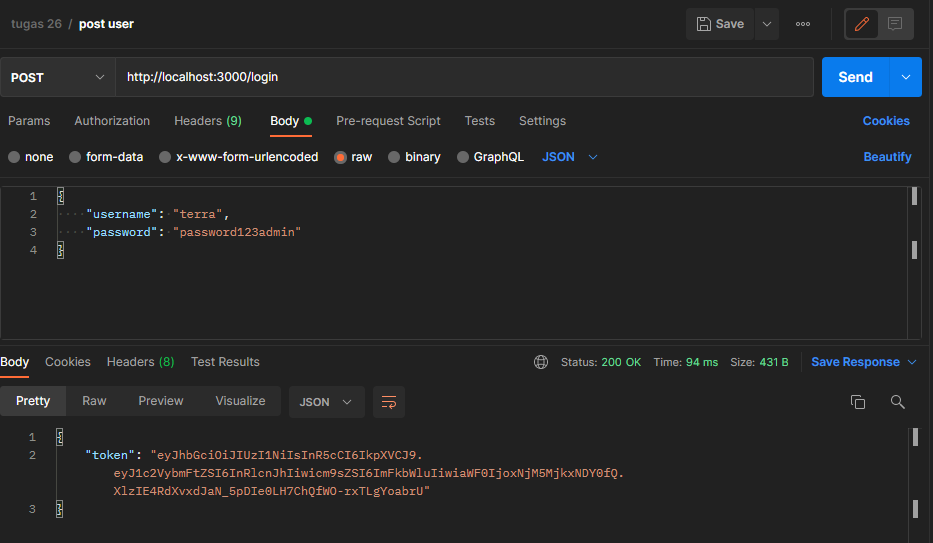 tugas 26 / post user
Save
POST
http://localhost:3000/login
Send
Params Authorization Headers (9) Body Pre-request Script Tests Settings Cookies
none form-data x-www-form-urlencoded raw binary GraphQL JSON Beautify
1 {
2 "username": "terra",
3 "password": "password123admin"
4 }
Body Cookies Headers (8) Test Results Status: 200 OK Time: 94 ms Size: 431 B Save Response
Pretty Raw Preview Visualize JSON
1 {
2 "token": "eyJhbGciOiJIUzI1NiIsInR5cCI6IkpXVCJ9.
eyJ1c2VybmFtZSI6InRlcnJhIiwicm9sZSI6ImFkbWluIiwiaWF0IjoxNjM5MjkxNDY0fQ.
XlzIE4RdXvxdJaN_5pDIe0LH7ChQfWO-rxTLgYoabrU"
3 }